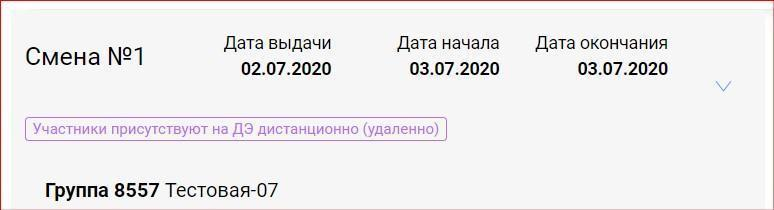 Смена №1
Дата выдачи
02.07.2020
Дата начала
03.07.2020
Дата окончания
03.07.2020
Участники присутствуют на ДЭ дистанционно (удаленно)
Группа 8557 Тестовая-07